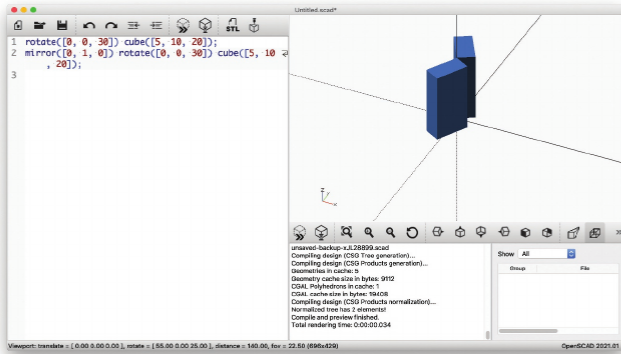 Untitled.scad*
STL
1 rotate([0, 0, 30]) cube([5, 10, 20]);
2 mirror([0, 1, 0]) rotate([0, 0, 30]) cube([5, 10
, 20]);
3
z
y
x
unsaved-backup-xJL28899.scad
Compiling design (CSG Tree generation)...
Compiling design (CSG Products generation)...
Geometries in cache: 5
Geometry cache size in bytes: 9112
CGAL Polyhedrons in cache: 1
CGAL cache size in bytes: 19408
Compiling design (CSG Products normalization)...
Normalized tree has 2 elements!
Compile and preview finished.
Total rendering time: 0:00:00.034
Show All
Group File
Viewport: translate = [ 0.00 0.00 0.00 ], rotate = [ 55.00 0.00 25.00 ], distance = 140.00, fov = 22.50 (696x429)
OpenSCAD 2021.01